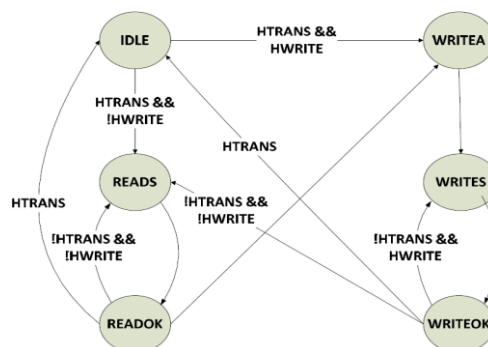 IDLE
HTRANS &&
HWRITE
WRITEA
HTRANS &&
!HWRITE
HTRANS
HTRANS
READS
!HTRANS &&
!HWRITE
WRITES
!HTRANS &&
!HWRITE
!HTRANS &&
HWRITE
READOK
WRITEOK